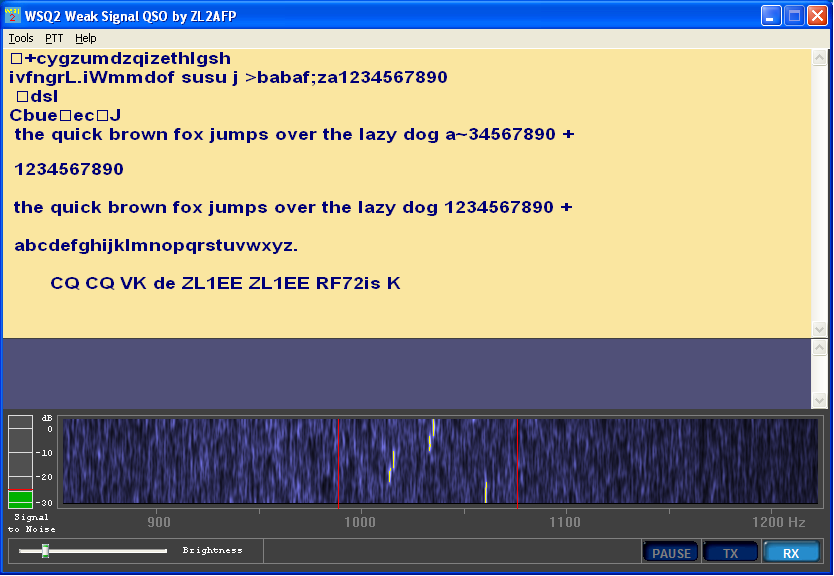 WSQ2 Weak Signal QSO by ZL2AFP
Tools PTT Help
□+cygzumdzqizethlgsh
ivfngrL.iWmmdof susu j >babaf;za1234567890
□dsl
Cbue□ec□J
the quick brown fox jumps over the lazy dog a~34567890 +
1234567890
the quick brown fox jumps over the lazy dog 1234567890 +
abcdefghijklmnopqrstuvwxyz.
CQ CQ VK de ZL1EE ZL1EE RF72is K
dB
0
-10
-20
-30
Signal
to Noise
900 1000 1100 1200 Hz
Brightness
PAUSE TX RX